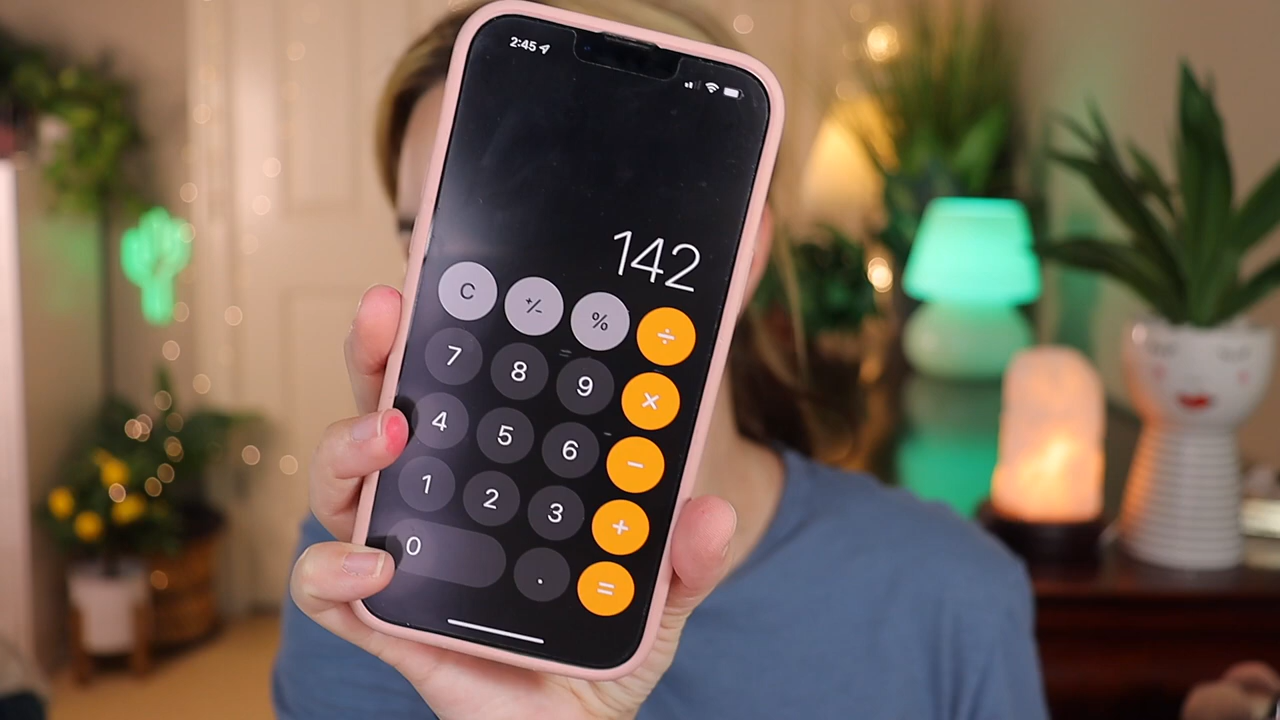 2:45
142
C +/- % ÷
7 8 9 ×
4 5 6 −
1 2 3 +
0 . =